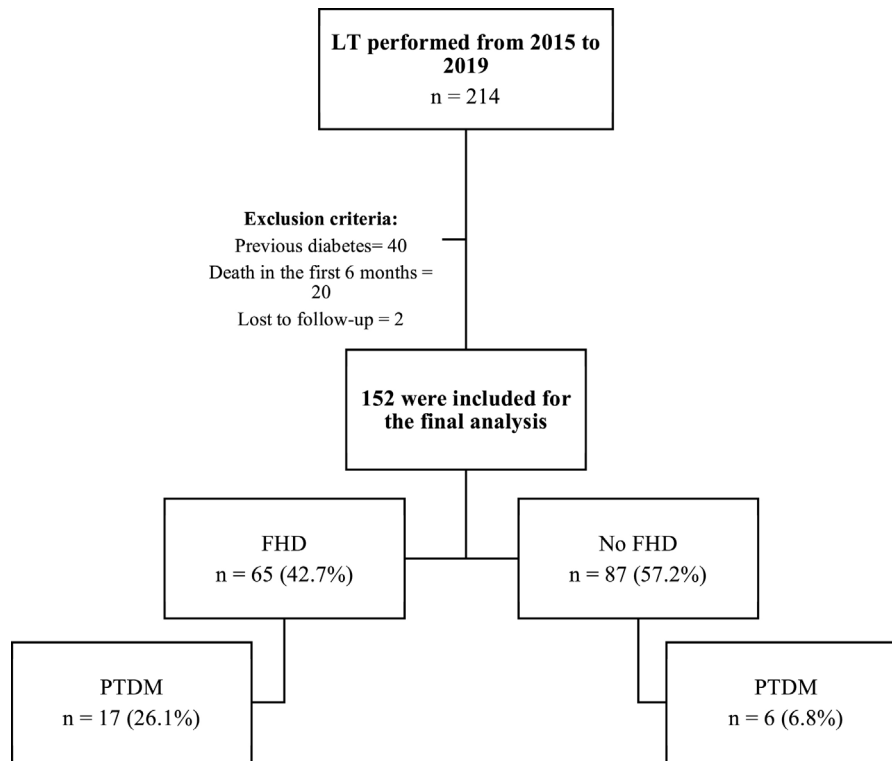 LT performed from 2015 to
2019
n = 214
Exclusion criteria:
Previous diabetes= 40
Death in the first 6 months =
20
Lost to follow-up = 2
152 were included for
the final analysis
FHD
n = 65 (42.7%)
No FHD
n = 87 (57.2%)
PTDM
n = 17 (26.1%)
PTDM
n = 6 (6.8%)